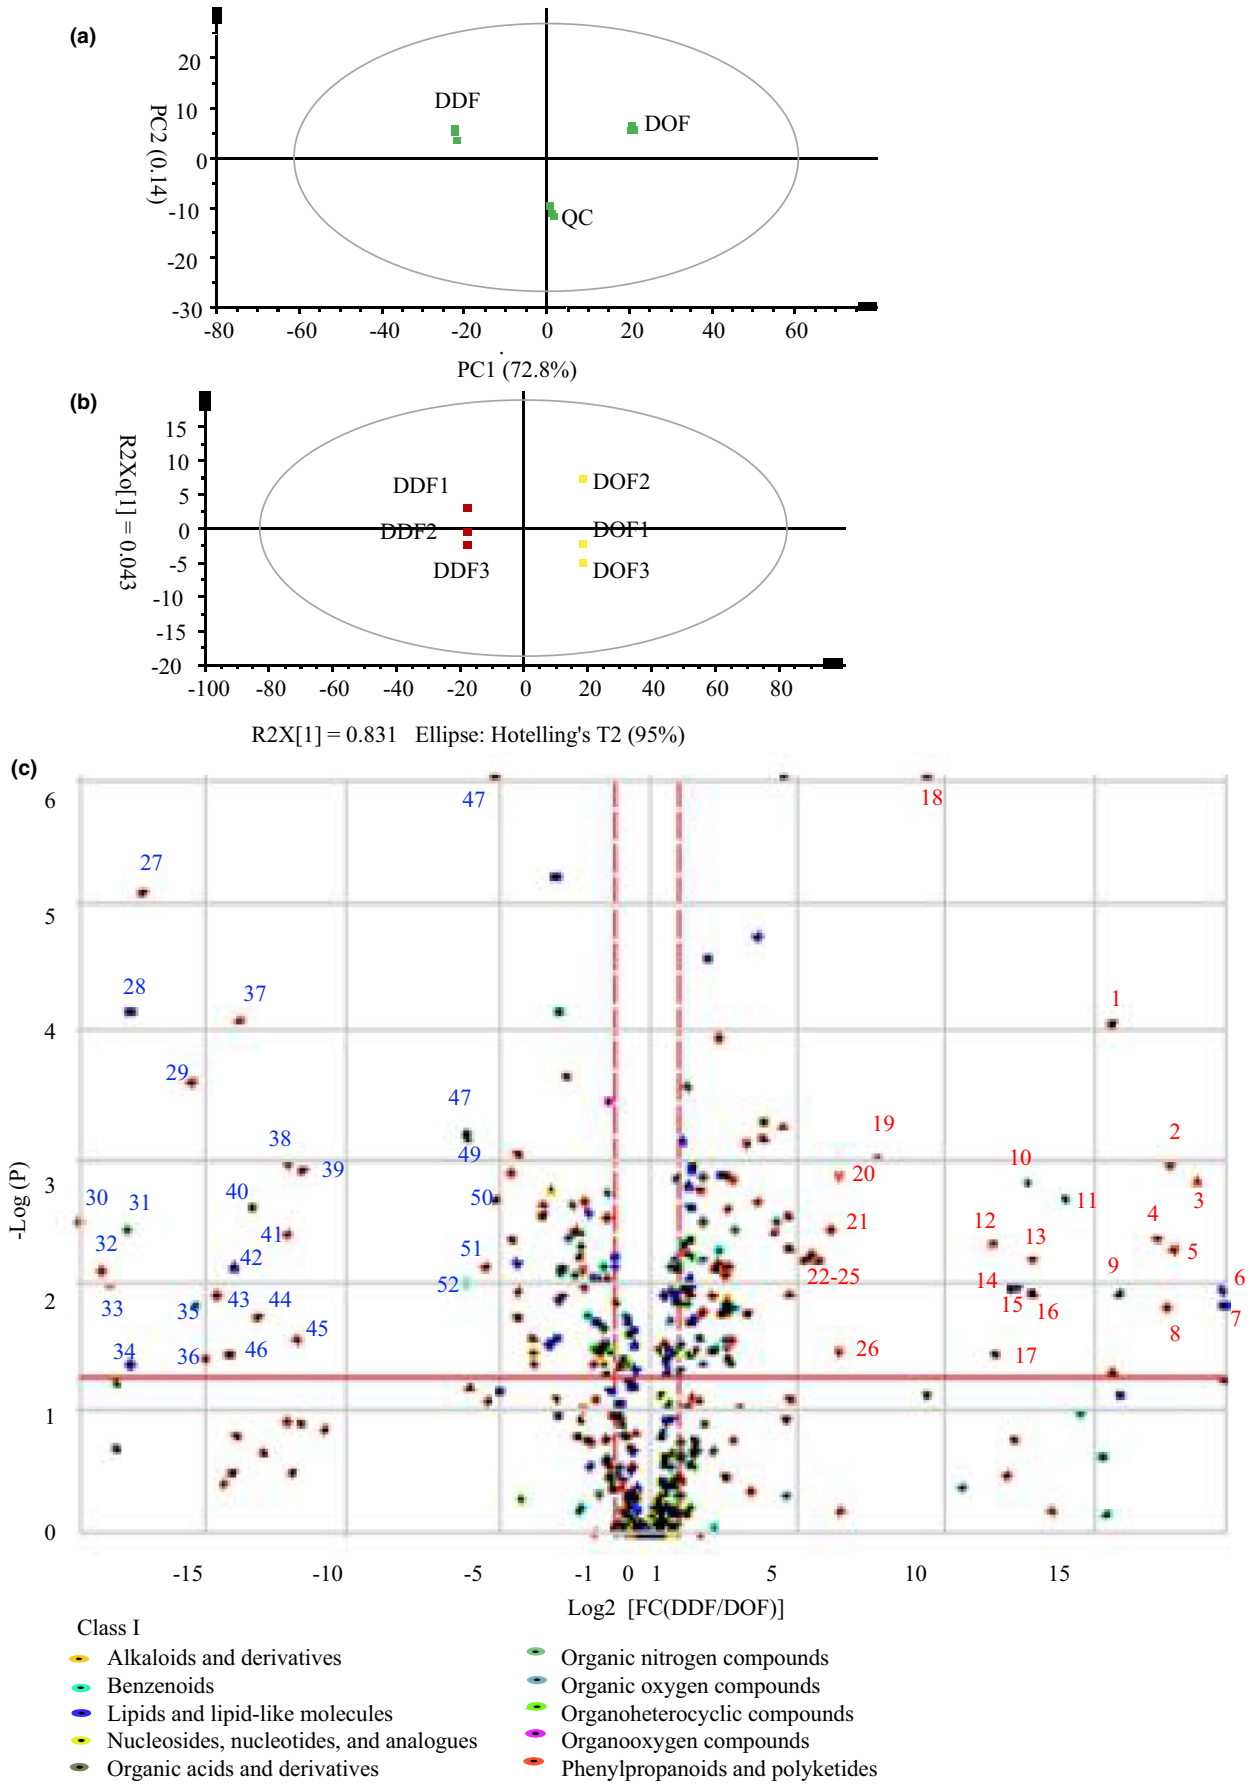 (a)
20
10
0
-10
-20
-30
PC2 (0.14)
DDF
DOF
QC
-80 -60 -40 -20 0 20 40 60
PC1 (72.8%)
(b)
15
10
5
0
-5
-10
-15
-20
R2Xo[1] = 0.043
DDF1
DDF2
DDF3
DOF2
DOF1
DOF3
-100 -80 -60 -40 -20 0 20 40 60 80
R2X[1] = 0.831 Ellipse: Hotelling's T2 (95%)
(c)
6
5
4
3
2
1
0
-Log (P)
47
18
27
28
37
1
29
47
19
2
38
39
49
10
20
3
30
31
40
50
11
32
41
21
12
13
4
5
42
51
22-25
9
6
33
52
14
35
43
44
15
16
7
8
34
36
46
45
26
17
-15 -10 -5 -1 0 1 5 10 15
Log2 [FC(DDF/DOF)]
Class I
Alkaloids and derivatives
Benzenoids
Lipids and lipid-like molecules
Nucleosides, nucleotides, and analogues
Organic acids and derivatives
Organic nitrogen compounds
Organic oxygen compounds
Organoheterocyclic compounds
Organooxygen compounds
Phenylpropanoids and polyketides